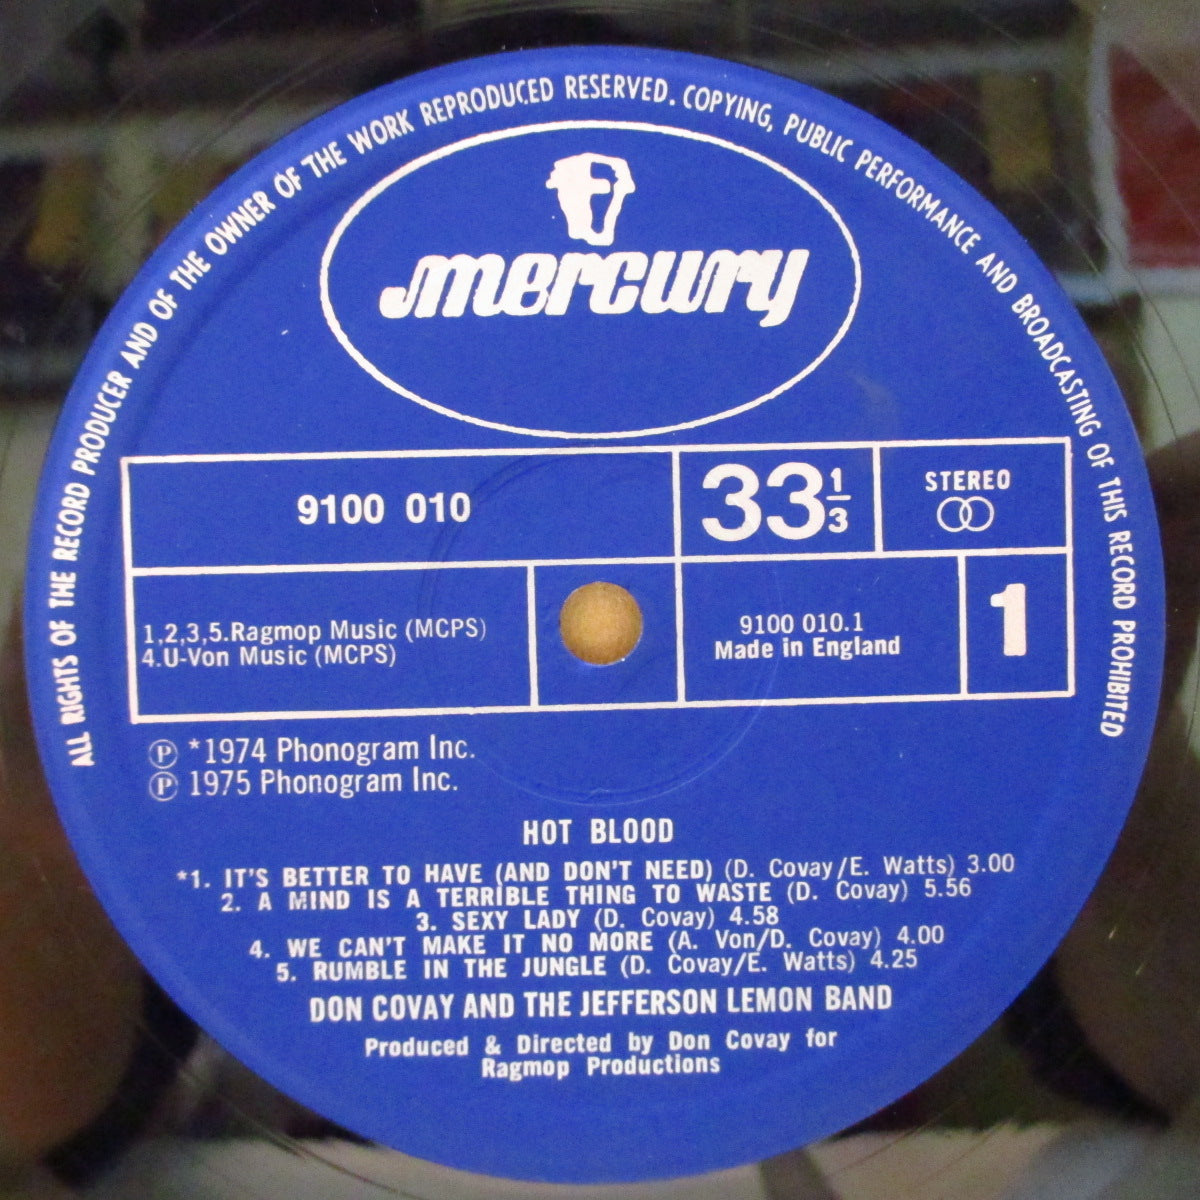 ALL RIGHTS OF THE RECORD PRODUCER AND OF THE OWNER OF THE WORK REPRODUCED RESERVED. COPYING, PUBLIC PERFORMANCE AND BROADCASTING OF THIS RECORD PROHIBITED
mercury
9100 010
33 1/3
STEREO
1,2,3,5.Ragmop Music (MCPS)
4.U-Von Music (MCPS)
9100 010.1
Made in England
1
Ⓟ *1974 Phonogram Inc.
Ⓟ 1975 Phonogram Inc.
HOT BLOOD
*1. IT'S BETTER TO HAVE (AND DON'T NEED) (D. Covay/E. Watts) 3.00
2. A MIND IS A TERRIBLE THING TO WASTE (D. Covay) 5.56
3. SEXY LADY (D. Covay) 4.58
4. WE CAN'T MAKE IT NO MORE (A. Von/D. Covay) 4.00
5. RUMBLE IN THE JUNGLE (D. Covay/E. Watts) 4.25
DON COVAY AND THE JEFFERSON LEMON BAND
Produced & Directed by Don Covay for
Ragmop Productions